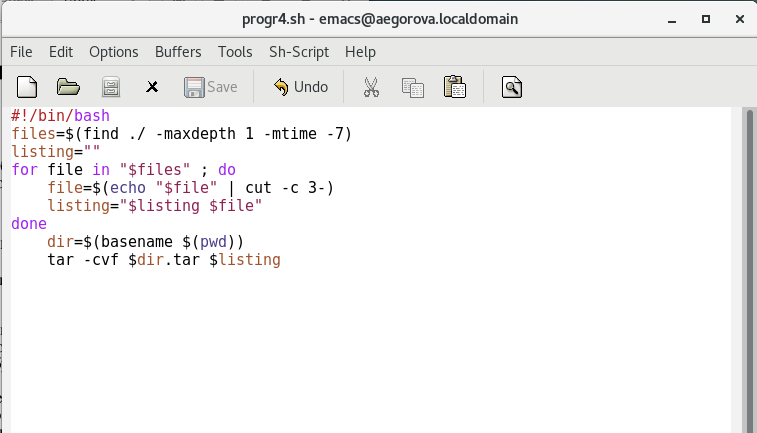 progr4.sh - emacs@aegorova.localdomain
File Edit Options Buffers Tools Sh-Script Help
Save Undo
#!/bin/bash
files=$(find ./ -maxdepth 1 -mtime -7)
listing=""
for file in "$files" ; do
    file=$(echo "$file" | cut -c 3-)
    listing="$listing $file"
done
    dir=$(basename $(pwd))
    tar -cvf $dir.tar $listing